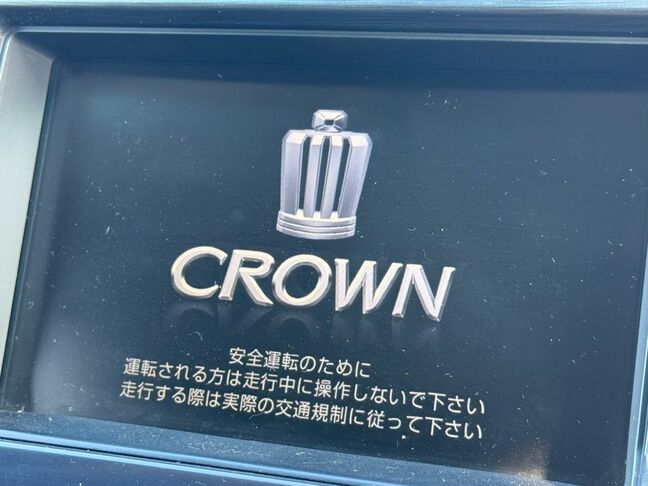 CROWN
安全運転のために
運転される方は走行中に操作しないで下さい
走行する際は実際の交通規制に従って下さい